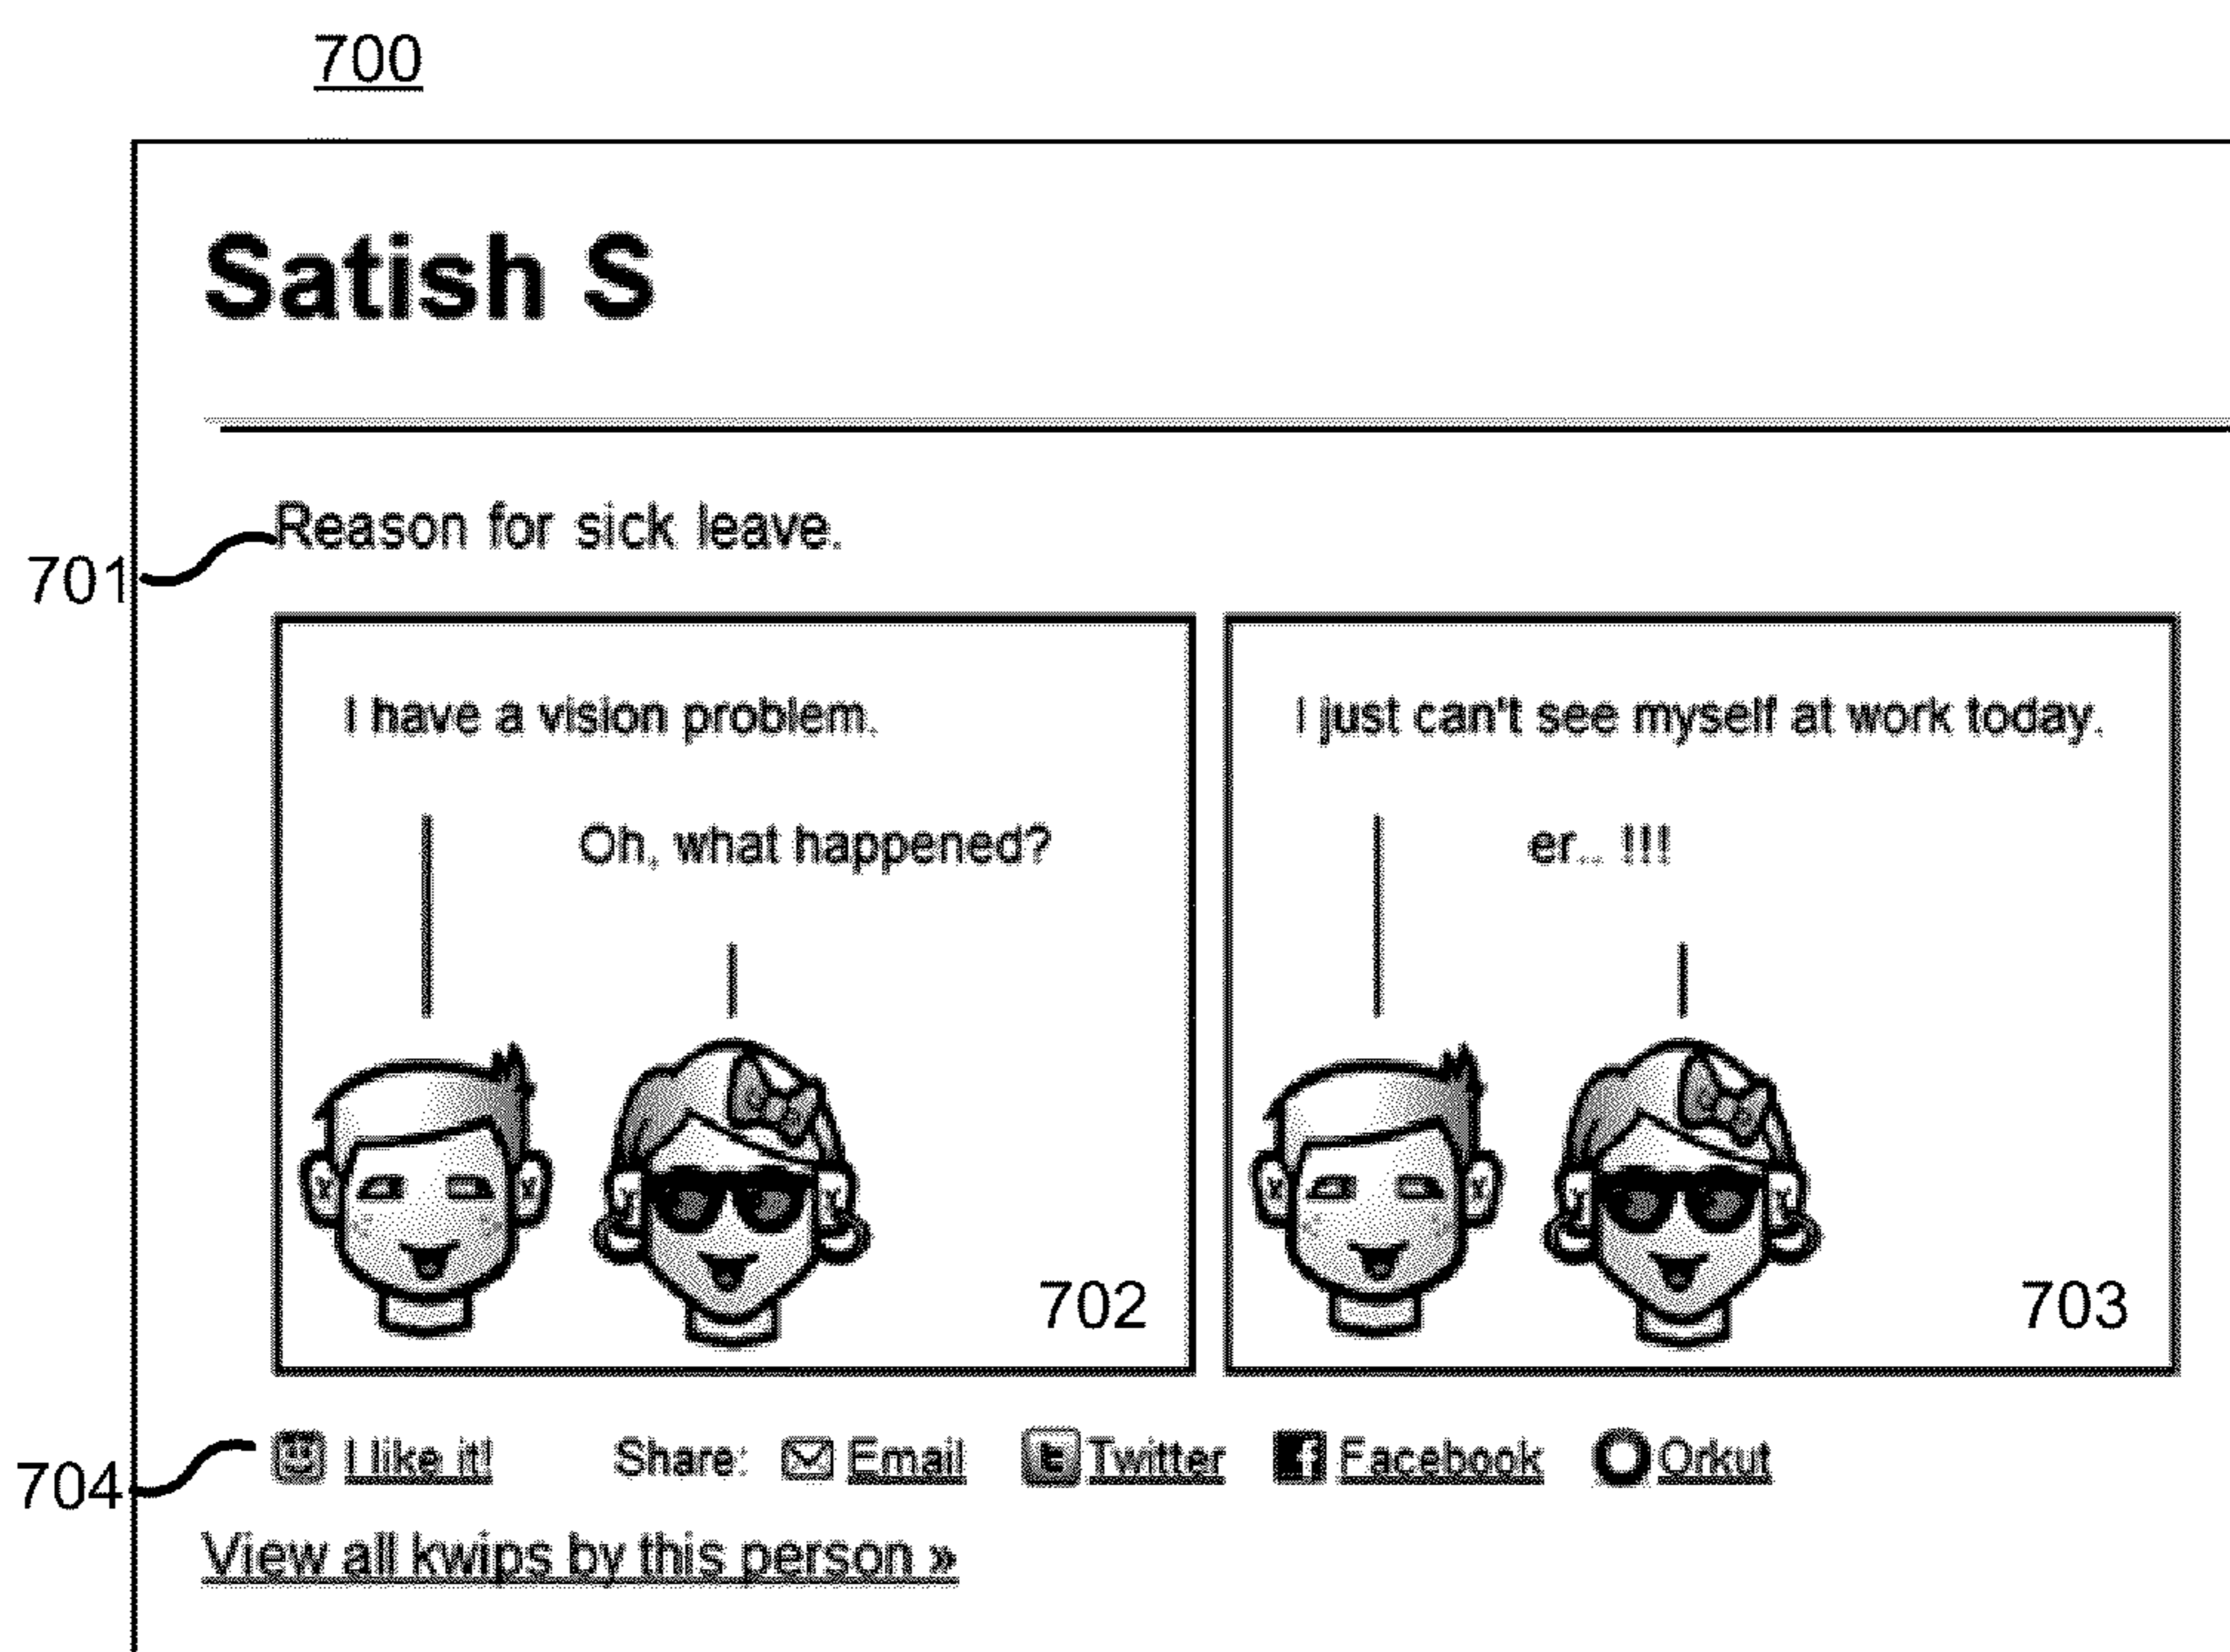 700
Satish S
Reason for sick leave.
701
I have a vision problem.
Oh, what happened?
702
I just can't see myself at work today.
er.. !!!
703
704
I like it! Share: Email Twitter Facebook Orkut
View all kwips by this person »